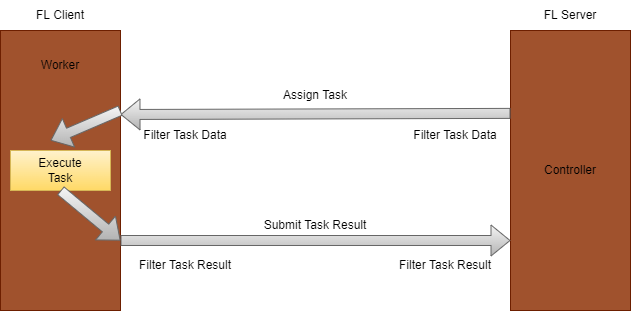 FL Client
FL Server
Worker
Assign Task
Filter Task Data
Filter Task Data
Execute
Task
Controller
Submit Task Result
Filter Task Result
Filter Task Result